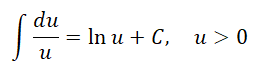 ∫ du/u = ln u + C, u > 0